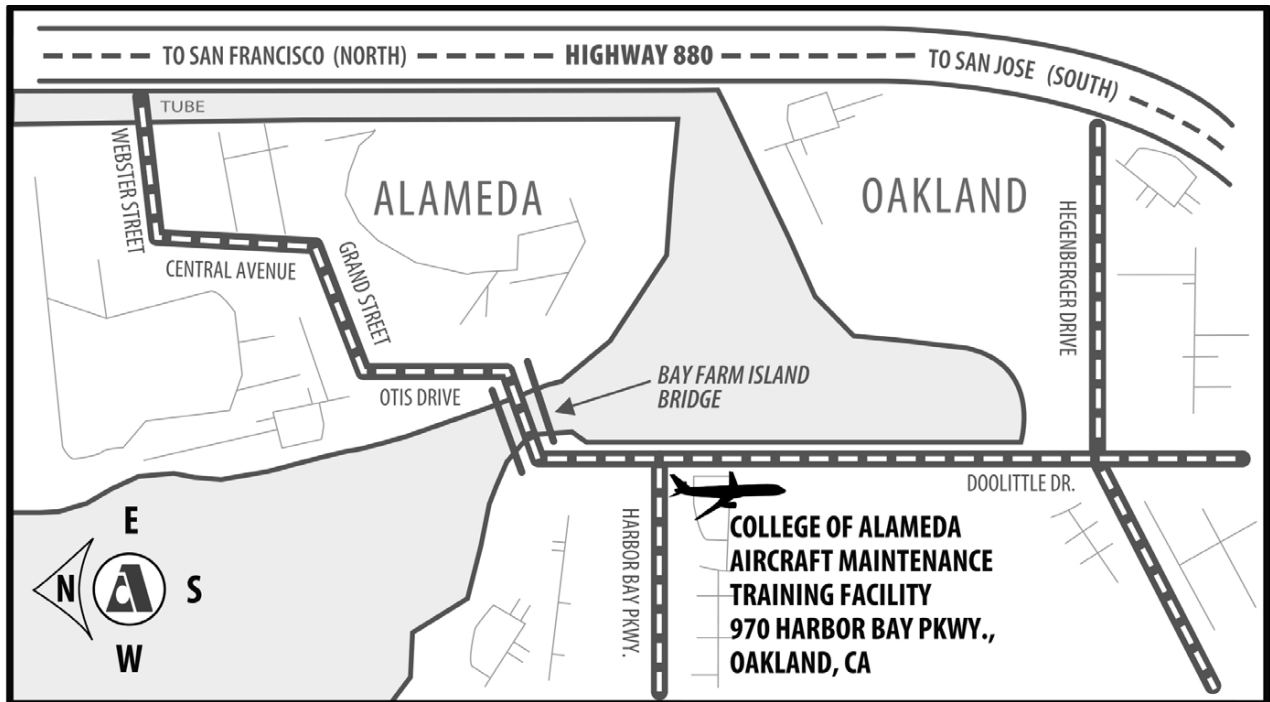 TO SAN FRANCISCO (NORTH)
HIGHWAY 880
TO SAN JOSE (SOUTH)
TUBE
WEBSTER STREET
ALAMEDA
OAKLAND
HEGENBERGER DRIVE
CENTRAL AVENUE
GRAND STREET
OTIS DRIVE
BAY FARM ISLAND
BRIDGE
DOOLITTLE DR.
HARBOR BAY PKWY.
COLLEGE OF ALAMEDA
AIRCRAFT MAINTENANCE
TRAINING FACILITY
970 HARBOR BAY PKWY.,
OAKLAND, CA
E
N
S
W